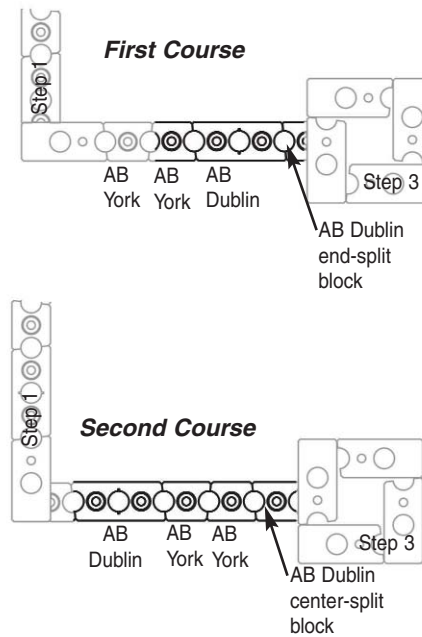 First Course
Step 1
AB
York
AB
York
AB
Dublin
Step 3
AB Dublin
end-split
block
Second Course
Step 1
AB
Dublin
AB
York
AB
York
Step 3
AB Dublin
center-split
block